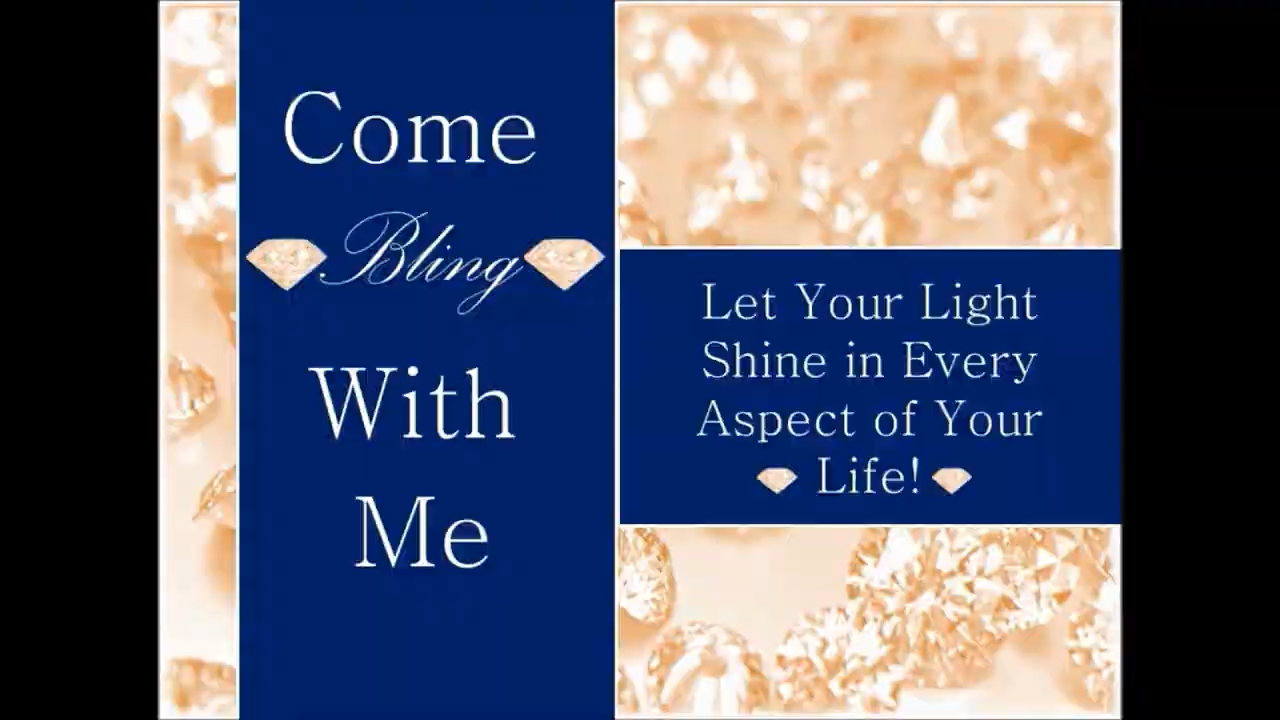 Come
Bling
With
Me
Let Your Light
Shine in Every
Aspect of Your
Life!